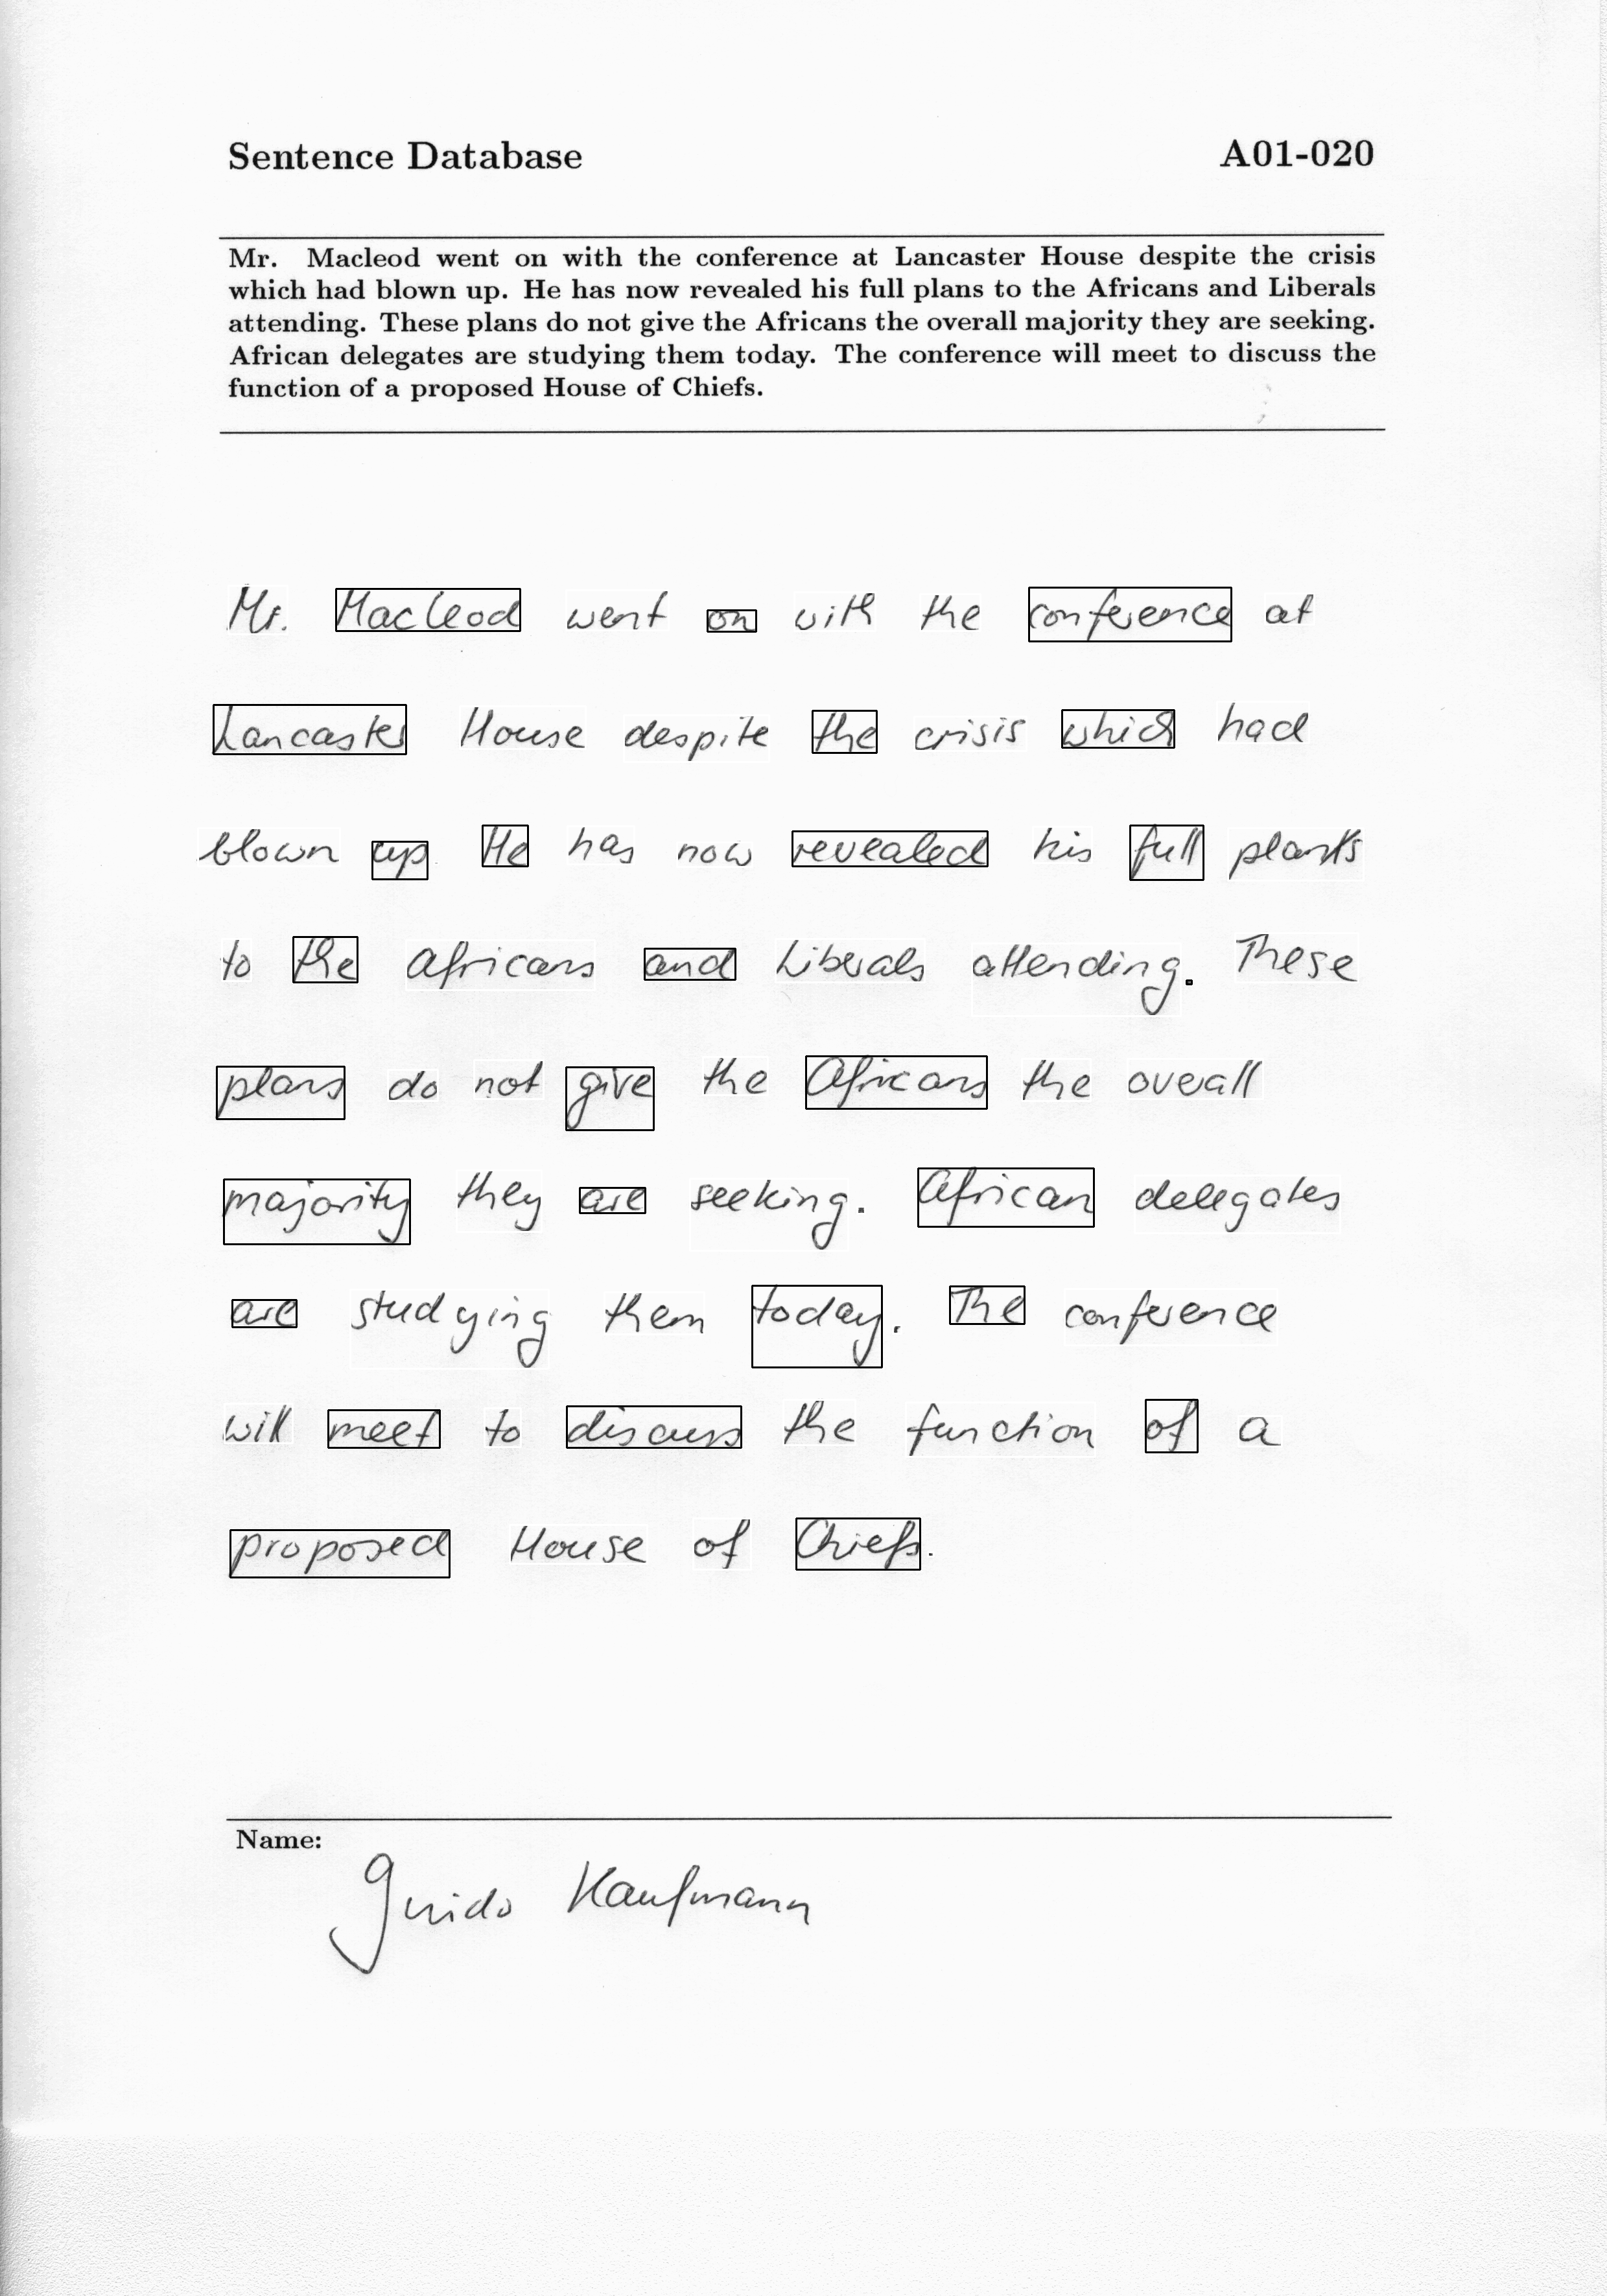 Sentence Database A01-020
Mr. Macleod went on with the conference at Lancaster House despite the crisis
which had blown up. He has now revealed his full plans to the Africans and Liberals
attending. These plans do not give the Africans the overall majority they are seeking.
African delegates are studying them today. The conference will meet to discuss the
function of a proposed House of Chiefs.
Mr. Macleod went on with the conference at
Lancaster House despite the crisis which had
blown up. He has now revealed his full plants
to the Africans and Liberals attending. These
plans do not give the Africans the overall
majority they are seeking. African delegates
are studying them today. The conference
will meet to discuss the function of a
proposed House of Chiefs.
Name:
Guido Kaufmann